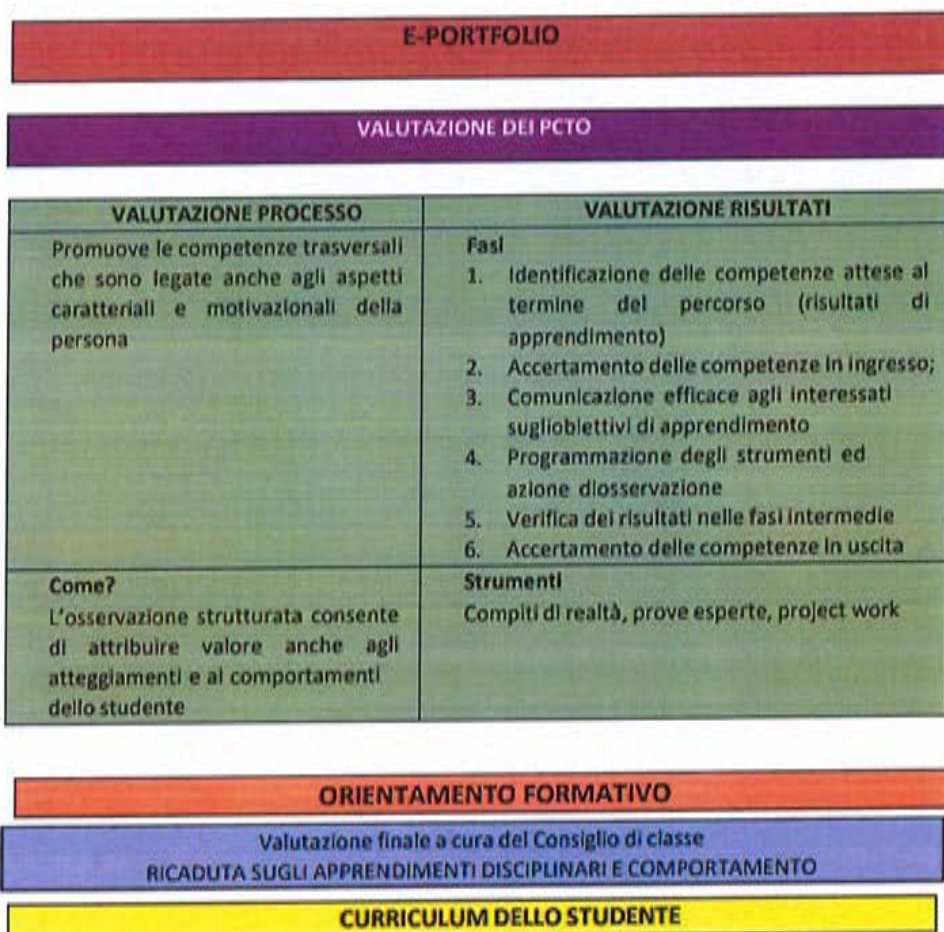 E-PORTFOLIO
VALUTAZIONE DEI PCTO
VALUTAZIONE PROCESSO
Promuove le competenze trasversali
che sono legate anche agli aspetti
caratteriali e motivazionali della
persona
VALUTAZIONE RISULTATI
Fasi
1. Identificazione delle competenze attese al
termine del percorso (risultati di
apprendimento)
2. Accertamento delle competenze in ingresso;
3. Comunicazione efficace agli interessati
sugliobiettivi di apprendimento
4. Programmazione degli strumenti ed
azione diosservazione
5. Verifica dei risultati nelle fasi intermedie
6. Accertamento delle competenze in uscita
Come?
L'osservazione strutturata consente
di attribuire valore anche agli
atteggiamenti e ai comportamenti
dello studente
Strumenti
Compiti di realtà, prove esperte, project work
ORIENTAMENTO FORMATIVO
Valutazione finale a cura del Consiglio di classe
RICADUTA SUGLI APPRENDIMENTI DISCIPLINARI E COMPORTAMENTO
CURRICULUM DELLO STUDENTE